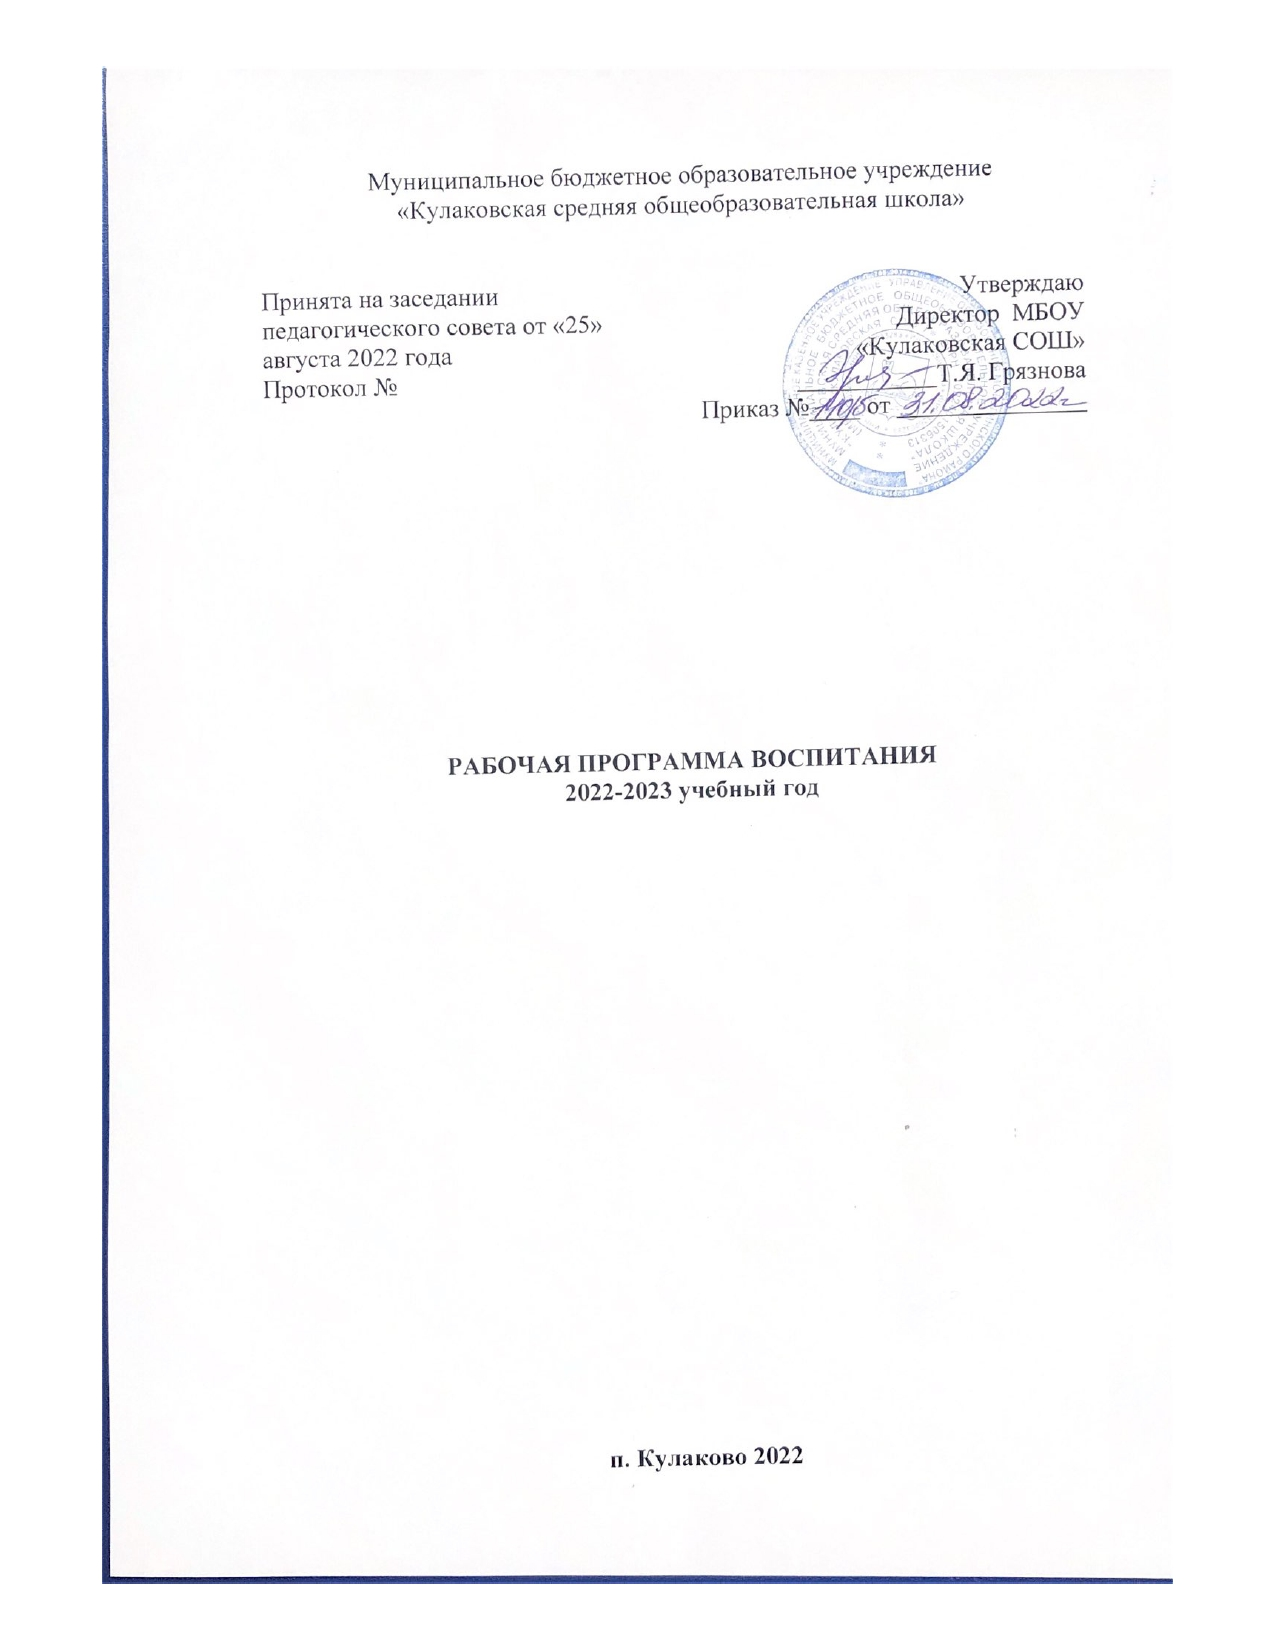 Муниципальное бюджетное образовательное учреждение
«Кулаковская средняя общеобразовательная школа»
Принята на заседании
педагогического совета от «25»
августа 2022 года
Протокол №
Утверждаю
Директор МБОУ
«Кулаковская СОШ»
Т.Я. Грязнова
Приказ № от 31.08.2022г
РАБОЧАЯ ПРОГРАММА ВОСПИТАНИЯ
2022-2023 учебный год
п. Кулаково 2022